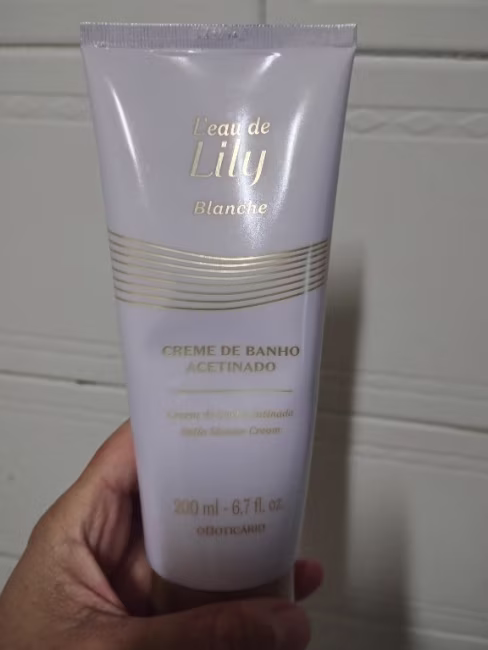 L'eau de
Lily
Blanche
CREME DE BANHO
ACETINADO
Satin Shower Cream
200 ml - 6.7 fl. oz.
OBOTICÁRIO